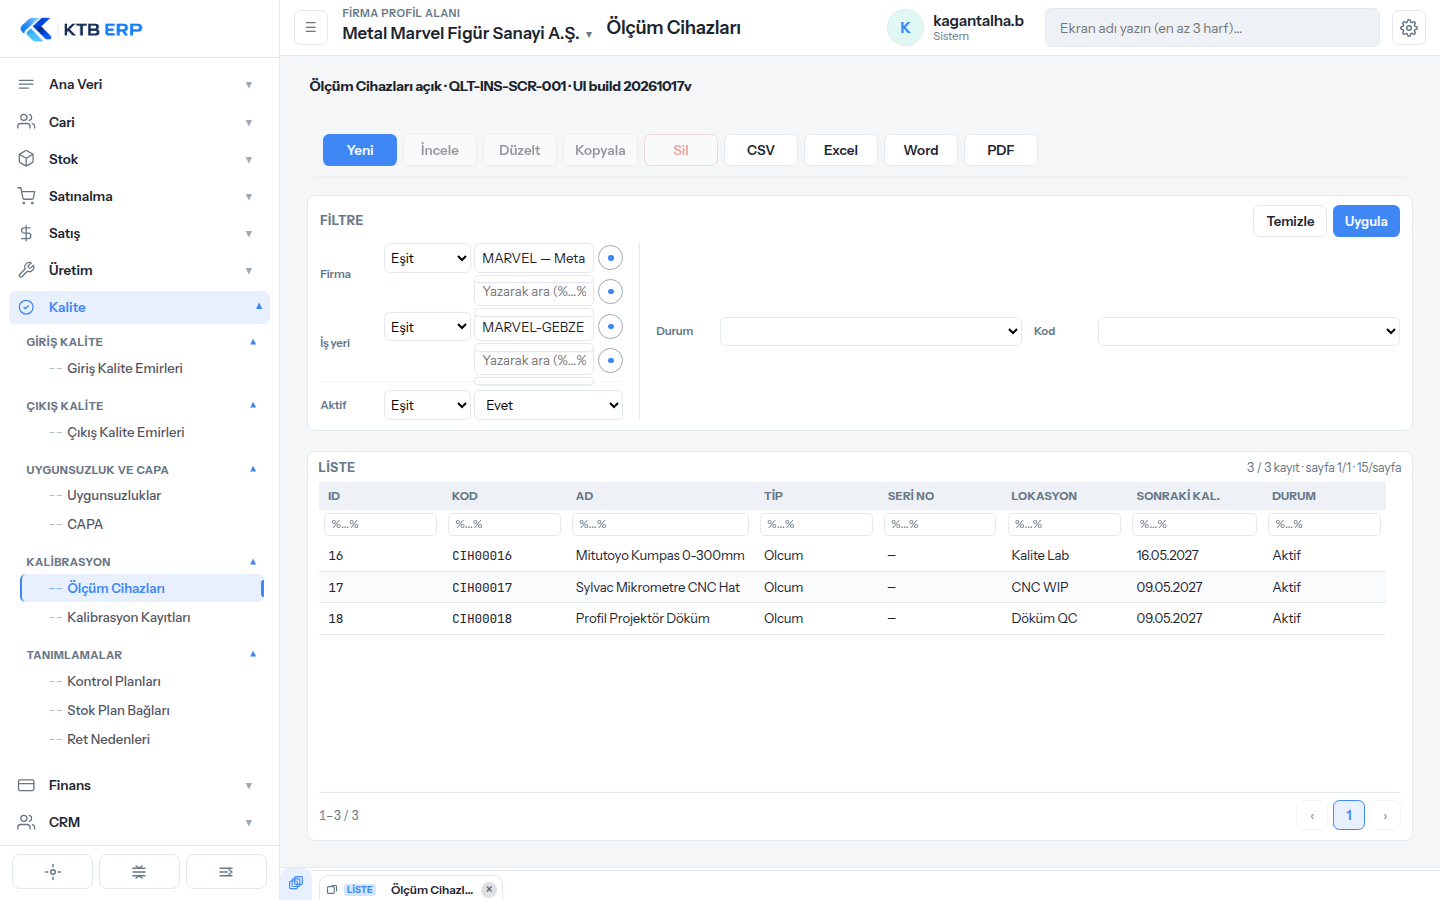 KTB ERP
☰
FİRMA PROFİL ALANI
Metal Marvel Figür Sanayi A.Ş. ▾
Ölçüm Cihazları
K
kagantalha.b
Sistem
Ekran adı yazın (en az 3 harf)...
Ana Veri
Cari
Stok
Satınalma
Satış
Üretim
Kalite
GİRİŞ KALİTE
-- Giriş Kalite Emirleri
ÇIKIŞ KALİTE
-- Çıkış Kalite Emirleri
UYGUNSUZLUK VE CAPA
-- Uygunsuzluklar
-- CAPA
KALİBRASYON
-- Ölçüm Cihazları
-- Kalibrasyon Kayıtları
TANIMLAMALAR
-- Kontrol Planları
-- Stok Plan Bağları
-- Ret Nedenleri
Finans
CRM
Ölçüm Cihazları açık · QLT-INS-SCR-001 · UI build 20261017v
Yeni İncele Düzelt Kopyala Sil CSV Excel Word PDF
FİLTRE
Temizle Uygula
Firma Eşit MARVEL — Meta
Yazarak ara (%...%
İş yeri Eşit MARVEL-GEBZE
Yazarak ara (%...%
Aktif Eşit Evet
Durum
Kod
LİSTE
3 / 3 kayıt · sayfa 1/1 · 15/sayfa
ID KOD AD TİP SERİ NO LOKASYON SONRAKİ KAL. DURUM
%...% %...% %...% %...% %...% %...% %...% %...%
16 CIH00016 Mitutoyo Kumpas 0-300mm Olcum — Kalite Lab 16.05.2027 Aktif
17 CIH00017 Sylvac Mikrometre CNC Hat Olcum — CNC WIP 09.05.2027 Aktif
18 CIH00018 Profil Projektör Döküm Olcum — Döküm QC 09.05.2027 Aktif
1–3 / 3
‹ 1 ›
LİSTE Ölçüm Cihazl... ×